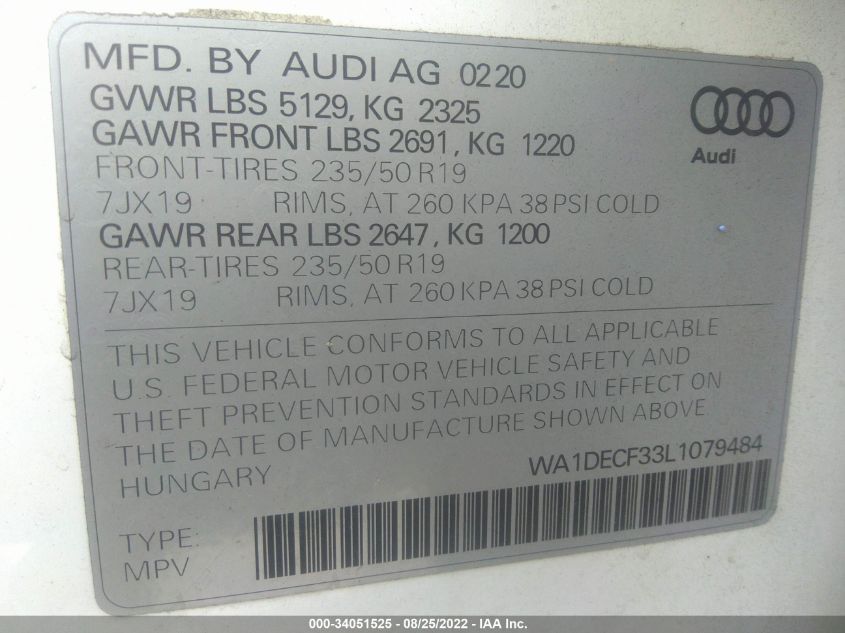 MFD. BY AUDI AG 0220
GVWR LBS 5129, KG 2325
GAWR FRONT LBS 2691, KG 1220
FRONT-TIRES 235/50 R19
7JX19 RIMS, AT 260 KPA 38 PSI COLD
GAWR REAR LBS 2647, KG 1200
REAR-TIRES 235/50 R19
7JX19 RIMS, AT 260 KPA 38 PSI COLD
Audi
THIS VEHICLE CONFORMS TO ALL APPLICABLE
U.S. FEDERAL MOTOR VEHICLE SAFETY AND
THEFT PREVENTION STANDARDS IN EFFECT ON
THE DATE OF MANUFACTURE SHOWN ABOVE
HUNGARY WA1DECF33L1079484
TYPE:
MPV
000-34051525 - 08/25/2022 - IAA Inc.